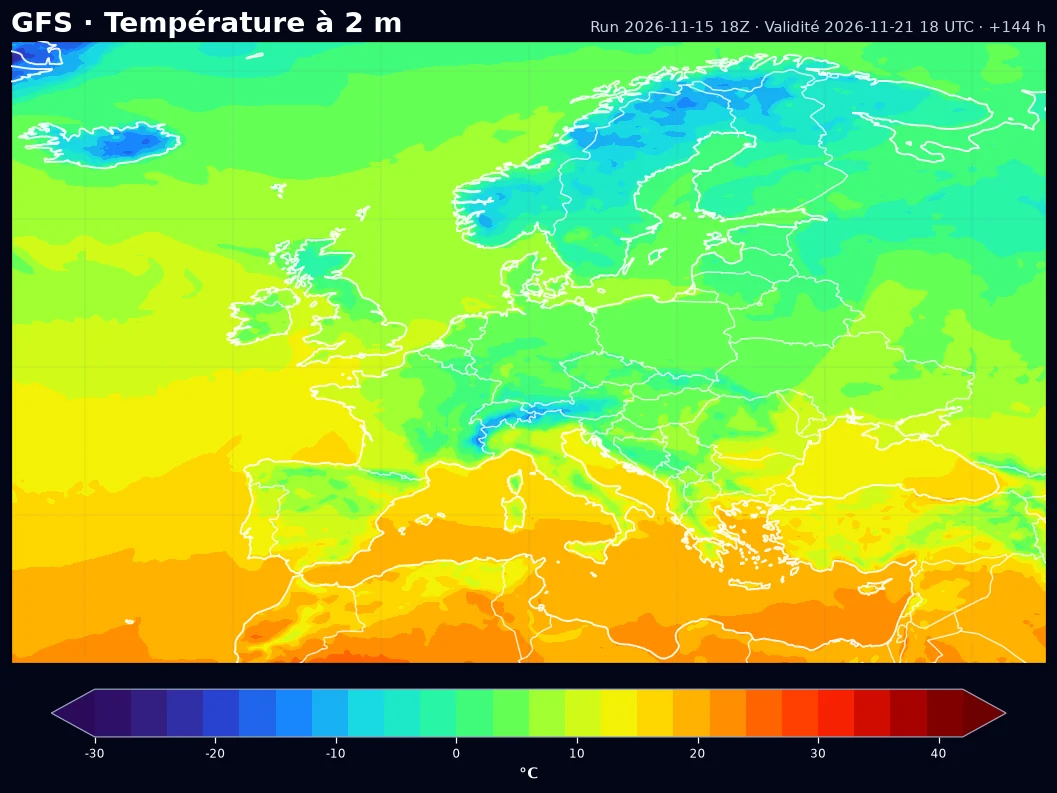 GFS · Température à 2 m
Run 2026-11-15 18Z · Validité 2026-11-21 18 UTC · +144 h
-30 -20 -10 0 10 20 30 40
°C